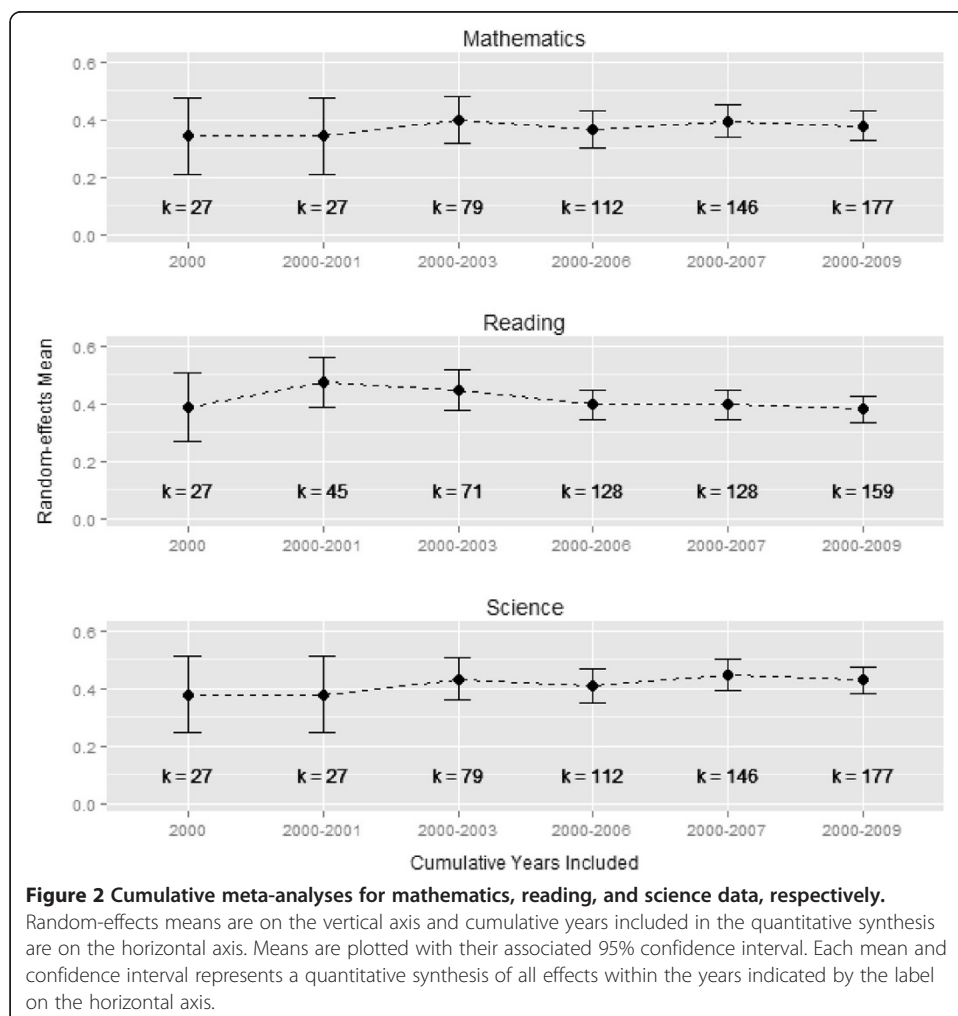 Mathematics
0.6
0.4
0.2
0.0
k = 27 k = 27 k = 79 k = 112 k = 146 k = 177
2000 2000-2001 2000-2003 2000-2006 2000-2007 2000-2009
Reading
Random-effects Mean
0.6
0.4
0.2
0.0
k = 27 k = 45 k = 71 k = 128 k = 128 k = 159
2000 2000-2001 2000-2003 2000-2006 2000-2007 2000-2009
Science
0.6
0.4
0.2
0.0
k = 27 k = 27 k = 79 k = 112 k = 146 k = 177
2000 2000-2001 2000-2003 2000-2006 2000-2007 2000-2009
Cumulative Years Included
Figure 2 Cumulative meta-analyses for mathematics, reading, and science data, respectively.
Random-effects means are on the vertical axis and cumulative years included in the quantitative synthesis
are on the horizontal axis. Means are plotted with their associated 95% confidence interval. Each mean and
confidence interval represents a quantitative synthesis of all effects within the years indicated by the label
on the horizontal axis.